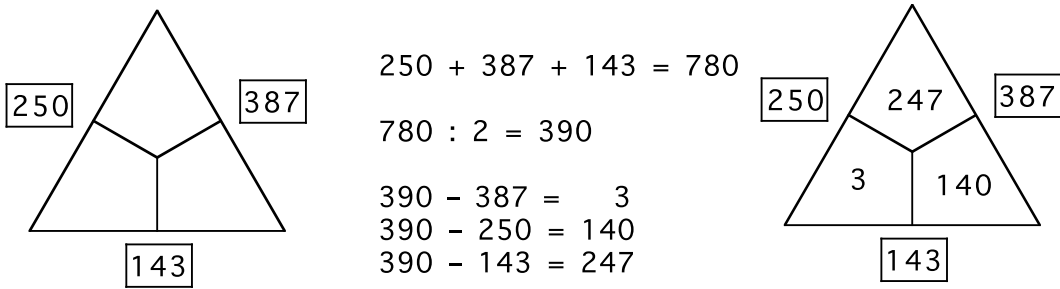 250
387
143
250 + 387 + 143 = 780
780 : 2 = 390
390 – 387 = 3
390 – 250 = 140
390 – 143 = 247
250
247
387
3
140
143